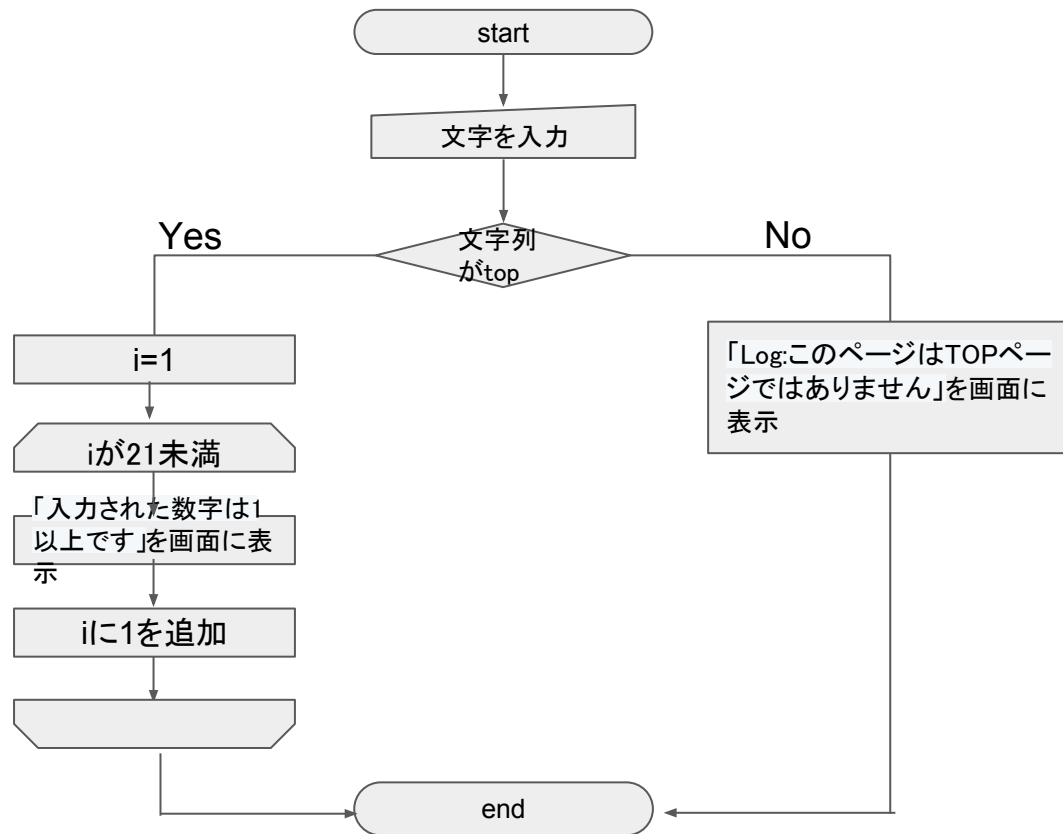 start
文字を入力
Yes
No
文字列
がtop
i=1
「Log:このページはTOPペー
ジではありません」を画面に
表示
iが21未満
「入力された数字は1
以上です」を画面に表
示
iに1を追加
end